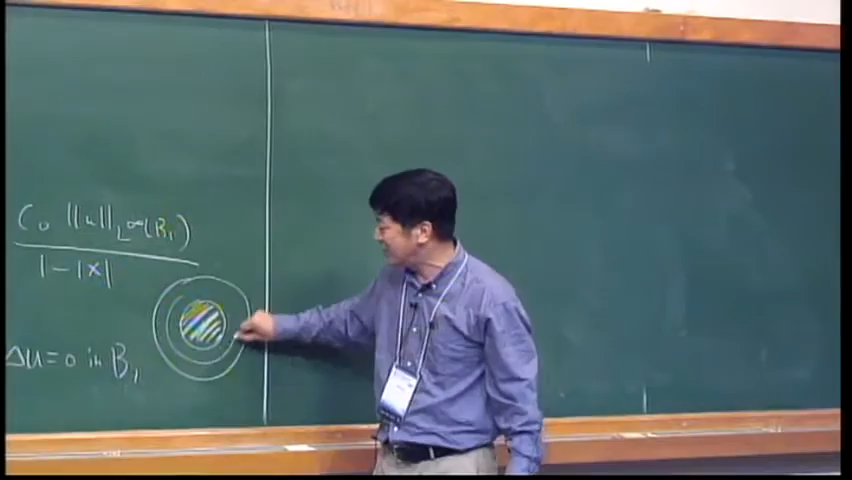 C₀ ||u||_{L^∞(B₁)}
1-|x|
Δu=0 in B₁